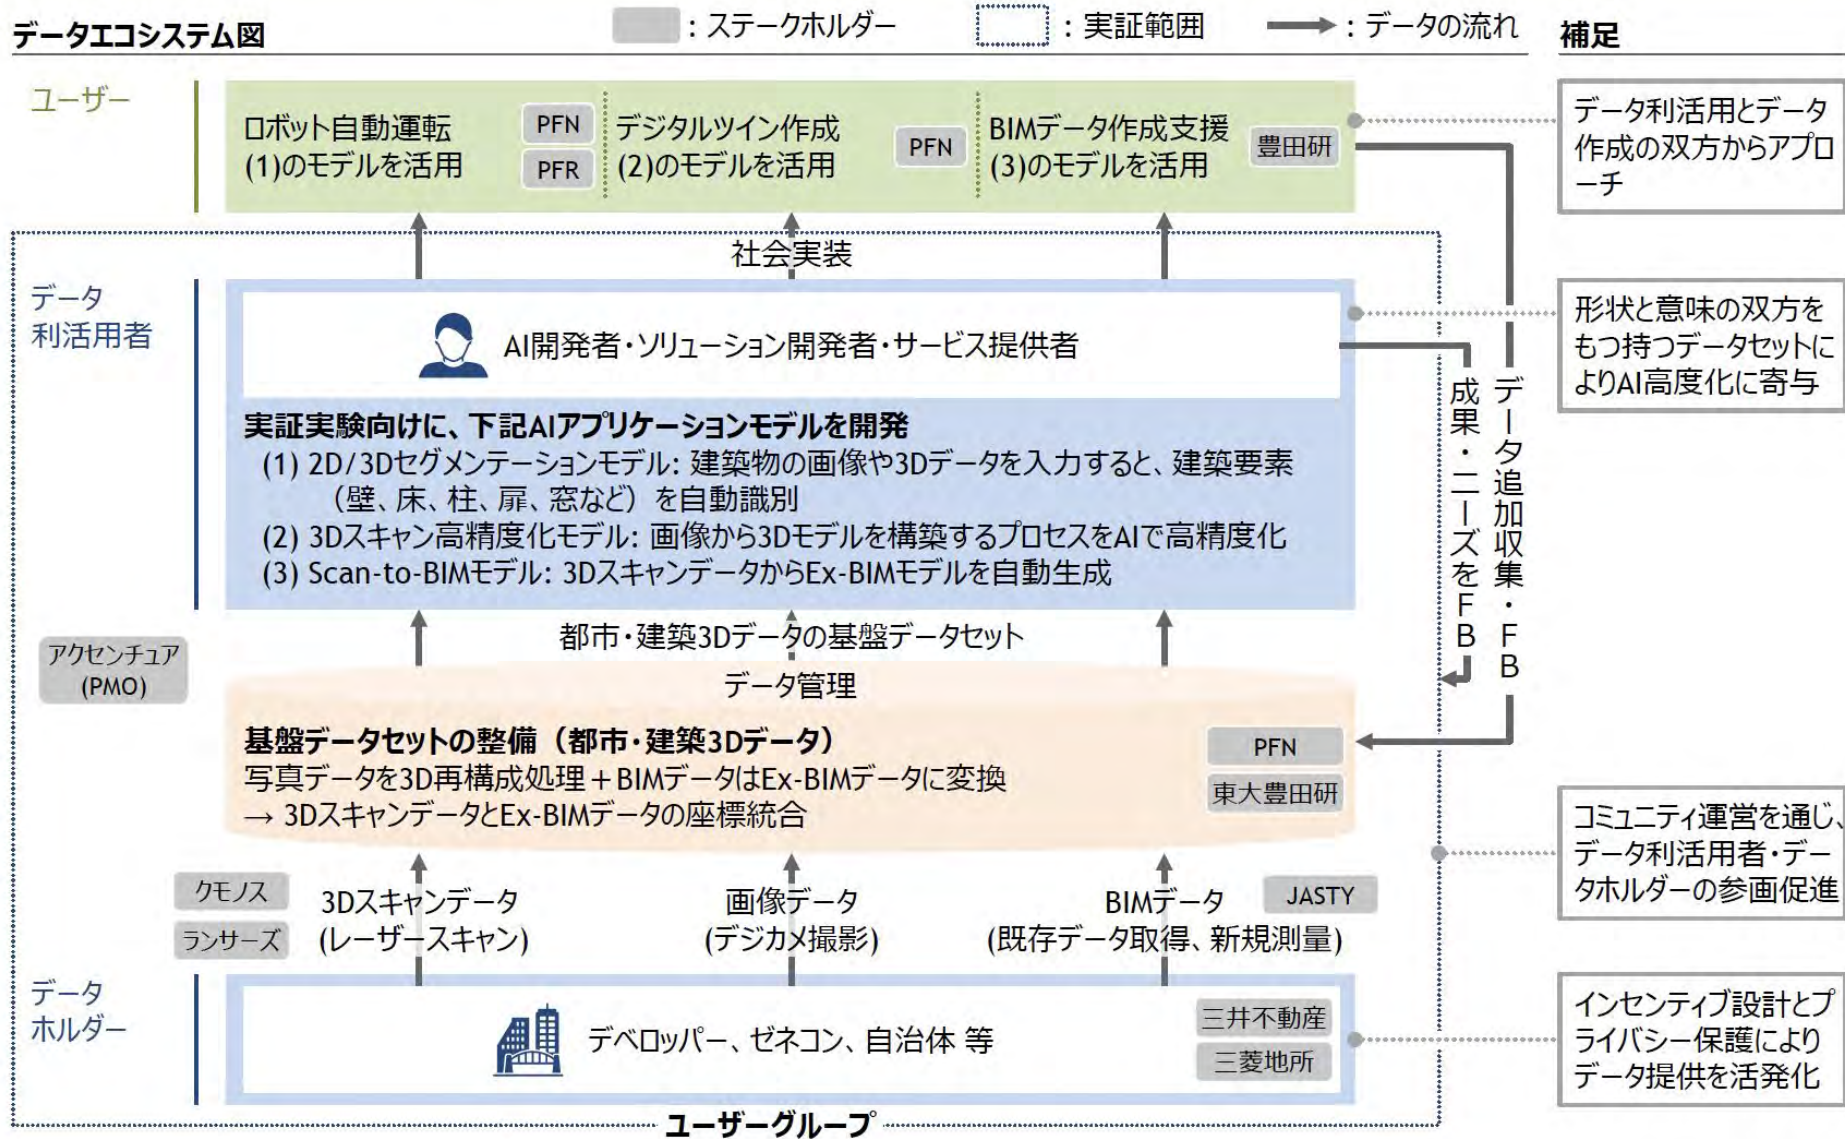 データエコシステム図
：ステークホルダー
：実証範囲
：データの流れ
補足
ユーザー
ロボット自動運転
(1)のモデルを活用
PFN
PFR
デジタルツイン作成
(2)のモデルを活用
PFN
BIMデータ作成支援
(3)のモデルを活用
豊田研
データ利活用とデータ
作成の双方からアプロ
ーチ
社会実装
データ
利活用者
AI開発者・ソリューション開発者・サービス提供者
形状と意味の双方を
もつ持つデータセットに
よりAI高度化に寄与
実証実験向けに、下記AIアプリケーションモデルを開発
(1) 2D/3Dセグメンテーションモデル: 建築物の画像や3Dデータを入力すると、建築要素
（壁、床、柱、扉、窓など）を自動識別
(2) 3Dスキャン高精度化モデル: 画像から3Dモデルを構築するプロセスをAIで高精度化
(3) Scan-to-BIMモデル: 3DスキャンデータからEx-BIMモデルを自動生成
成果・ニーズをFB
データ追加収集・FB
都市・建築3Dデータの基盤データセット
アクセンチュア
(PMO)
データ管理
基盤データセットの整備（都市・建築3Dデータ）
写真データを3D再構成処理＋BIMデータはEx-BIMデータに変換
→ 3DスキャンデータとEx-BIMデータの座標統合
PFN
東大豊田研
コミュニティ運営を通じ、
データ利活用者・デー
タホルダーの参画促進
クモノス
ランサーズ
3Dスキャンデータ
(レーザースキャン)
画像データ
(デジカメ撮影)
BIMデータ
(既存データ取得、新規測量)
JASTY
データ
ホルダー
デベロッパー、ゼネコン、自治体 等
三井不動産
三菱地所
インセンティブ設計とプ
ライバシー保護により
データ提供を活発化
ユーザーグループ